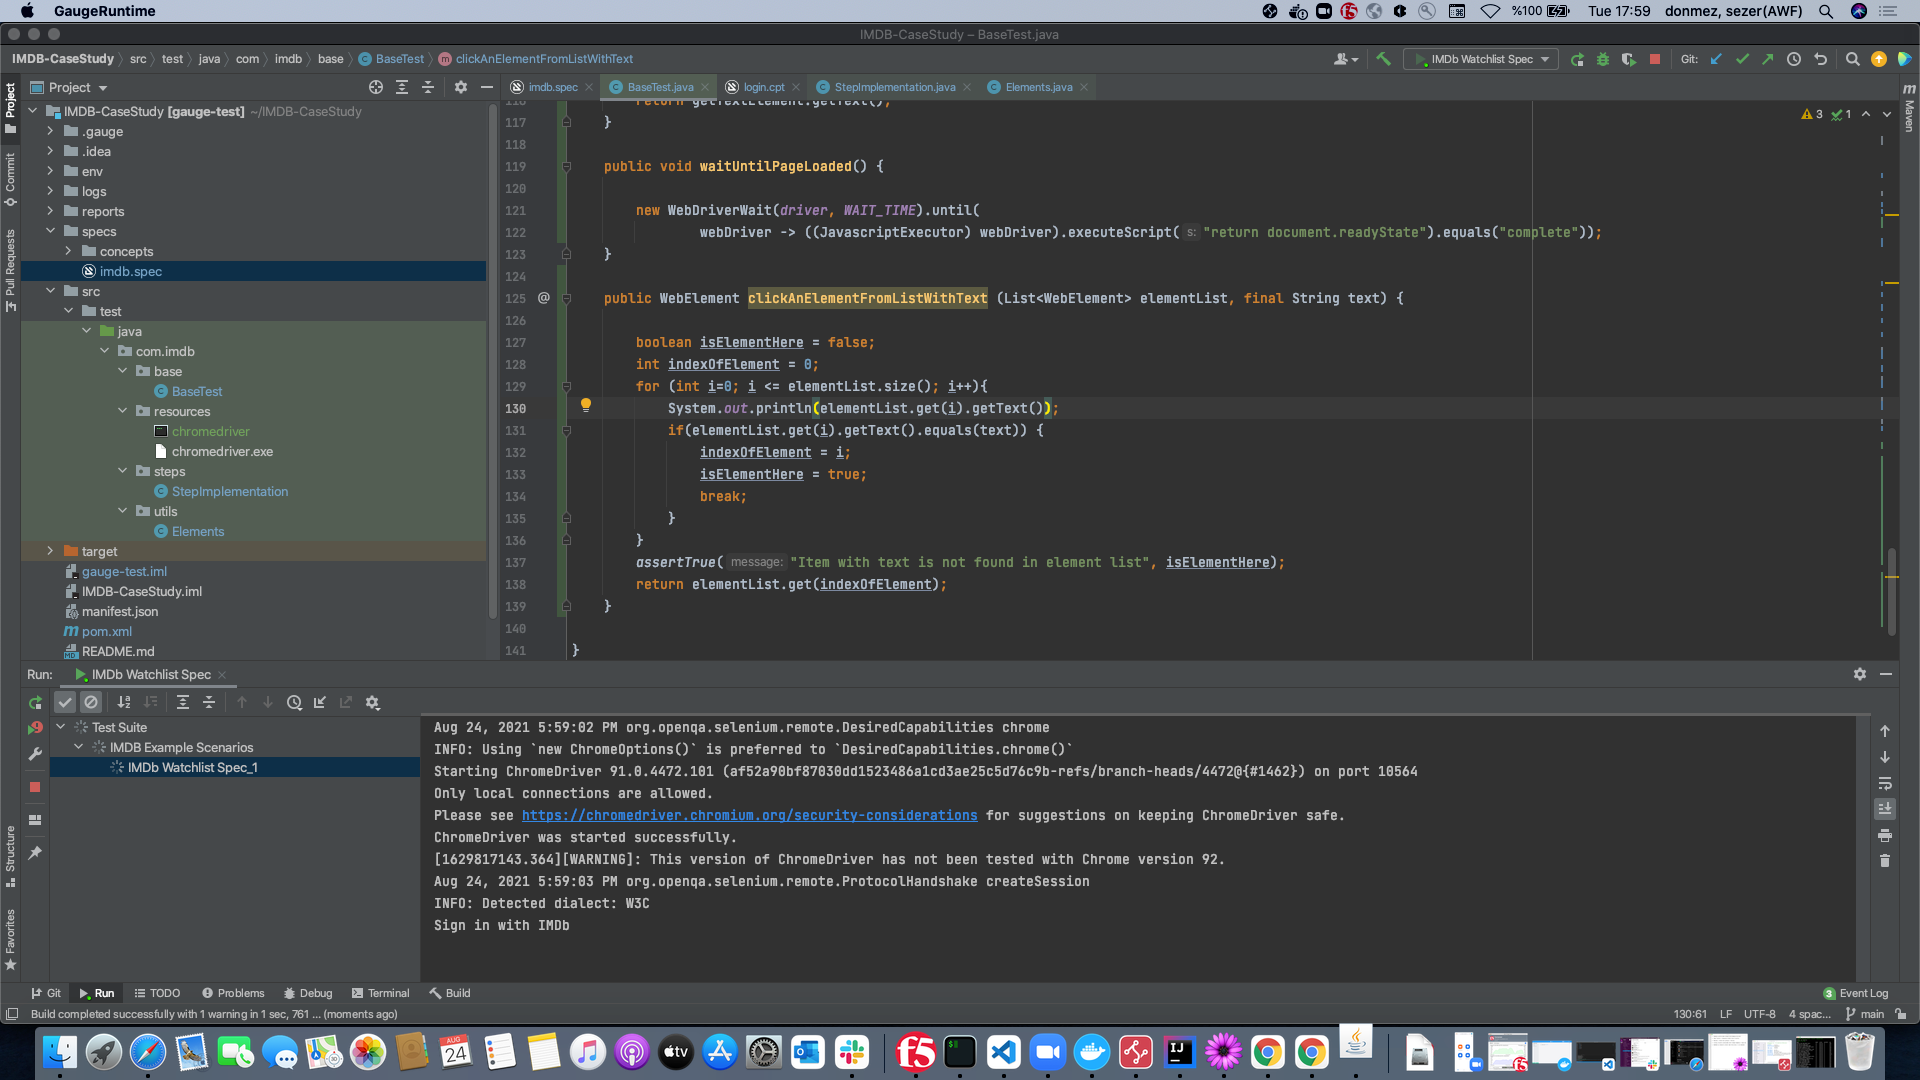 GaugeRuntime
%100
Tue 17:59
donmez, sezer(AWF)
IMDB-CaseStudy – BaseTest.java
IMDB-CaseStudy
src
test
java
com
imdb
base
BaseTest
clickAnElementFromListWithText
IMDb Watchlist Spec
Git:
Project
imdb.spec
BaseTest.java
login.cpt
StepImplementation.java
Elements.java
Project
Commit
Pull Requests
Structure
Favorites
Maven
IMDB-CaseStudy [gauge-test] ~/IMDB-CaseStudy
.gauge
.idea
env
logs
reports
specs
concepts
imdb.spec
src
test
java
com.imdb
base
BaseTest
resources
chromedriver
chromedriver.exe
steps
StepImplementation
utils
Elements
target
gauge-test.iml
IMDB-CaseStudy.iml
manifest.json
pom.xml
README.md
3
1
116 return getTextElement.getText();
117 }
118
119 public void waitUntilPageLoaded() {
120
121 new WebDriverWait(driver, WAIT_TIME).until(
122 webDriver -> ((JavascriptExecutor) webDriver).executeScript( s: "return document.readyState").equals("complete"));
123 }
124
125 @ public WebElement clickAnElementFromListWithText (List<WebElement> elementList, final String text) {
126
127 boolean isElementHere = false;
128 int indexOfElement = 0;
129 for (int i=0; i <= elementList.size(); i++){
130 System.out.println(elementList.get(i).getText());
131 if(elementList.get(i).getText().equals(text)) {
132 indexOfElement = i;
133 isElementHere = true;
134 break;
135 }
136 }
137 assertTrue( message: "Item with text is not found in element list", isElementHere);
138 return elementList.get(indexOfElement);
139 }
140
141 }
Run:
IMDb Watchlist Spec
Test Suite
IMDB Example Scenarios
IMDb Watchlist Spec_1
Aug 24, 2021 5:59:02 PM org.openqa.selenium.remote.DesiredCapabilities chrome
INFO: Using `new ChromeOptions()` is preferred to `DesiredCapabilities.chrome()`
Starting ChromeDriver 91.0.4472.101 (af52a90bf87030dd1523486a1cd3ae25c5d76c9b-refs/branch-heads/4472@{#1462}) on port 10564
Only local connections are allowed.
Please see https://chromedriver.chromium.org/security-considerations for suggestions on keeping ChromeDriver safe.
ChromeDriver was started successfully.
[1629817143.364][WARNING]: This version of ChromeDriver has not been tested with Chrome version 92.
Aug 24, 2021 5:59:03 PM org.openqa.selenium.remote.ProtocolHandshake createSession
INFO: Detected dialect: W3C
Sign in with IMDb
Git
Run
TODO
Problems
Debug
Terminal
Build
3 Event Log
Build completed successfully with 1 warning in 1 sec, 761 ... (moments ago)
130:61
LF
UTF-8
4 spac...
main
AUG
24
tv